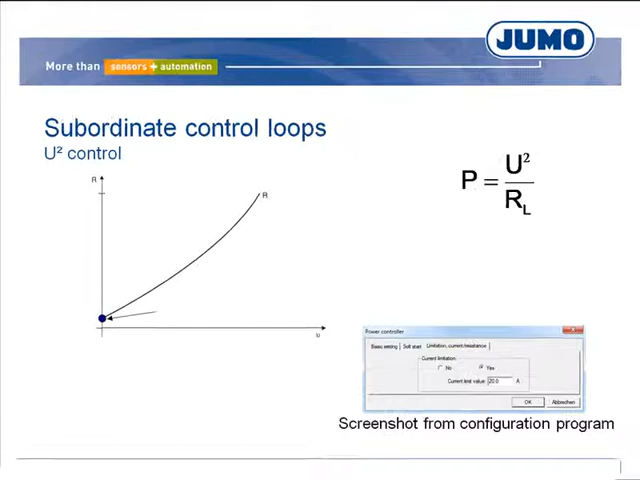 JUMO
More than sensors + automation
Subordinate control loops
U² control
R
R
U
P = U²
R_L
Power controller
Basic setting Soft start Limitation, current/resistance
Current limitation
No Yes
Current limit value: 20.0 A
OK Abbrechen
Screenshot from configuration program